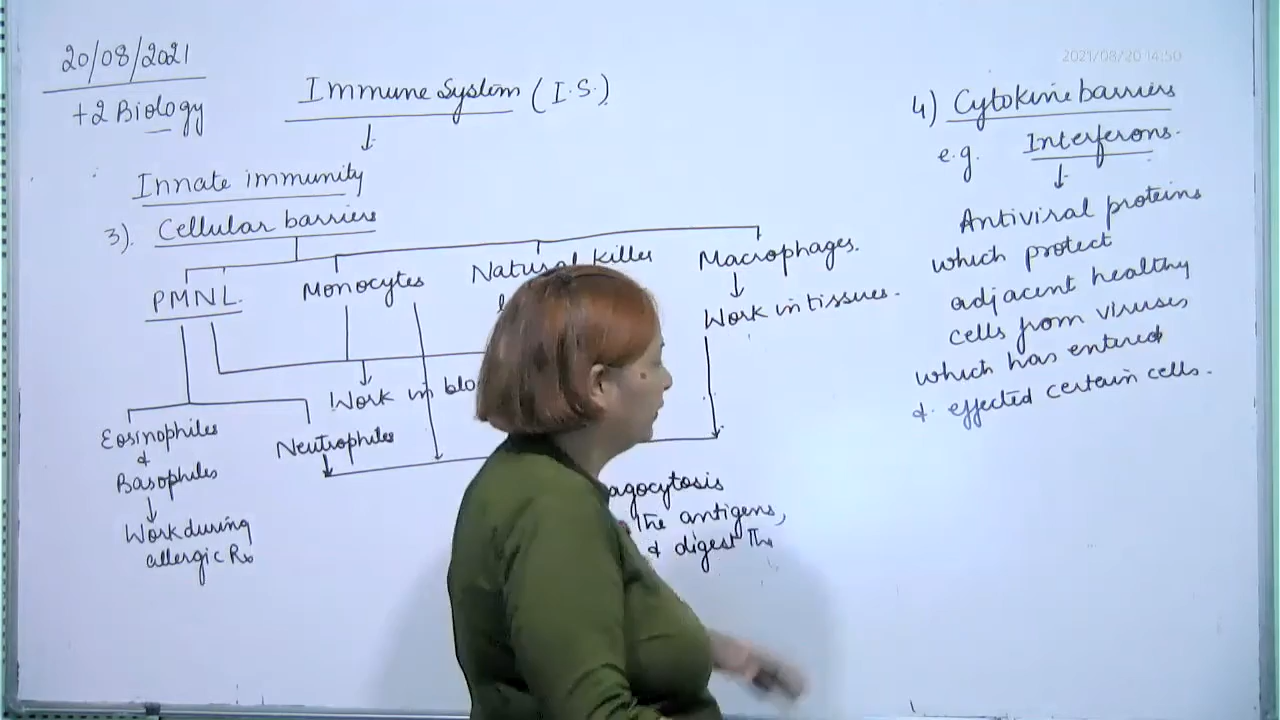 20/08/2021
+2 Biology
Immune System (I.S.)
Innate immunity
3). Cellular barriers
PMNL.
Monocytes
Natural Killer
Macrophages.
Work in tissues.
Work in
Eosinophiles
&
Basophiles
Work during
allergic Rx
Neutrophiles
the antigens,
& digest
2021/08/20 14:50
4) Cytokine barriers
e.g. Interferons.
Antiviral proteins
which protect
adjacent healthy
cells from viruses
which has entered
& effected certain cells.